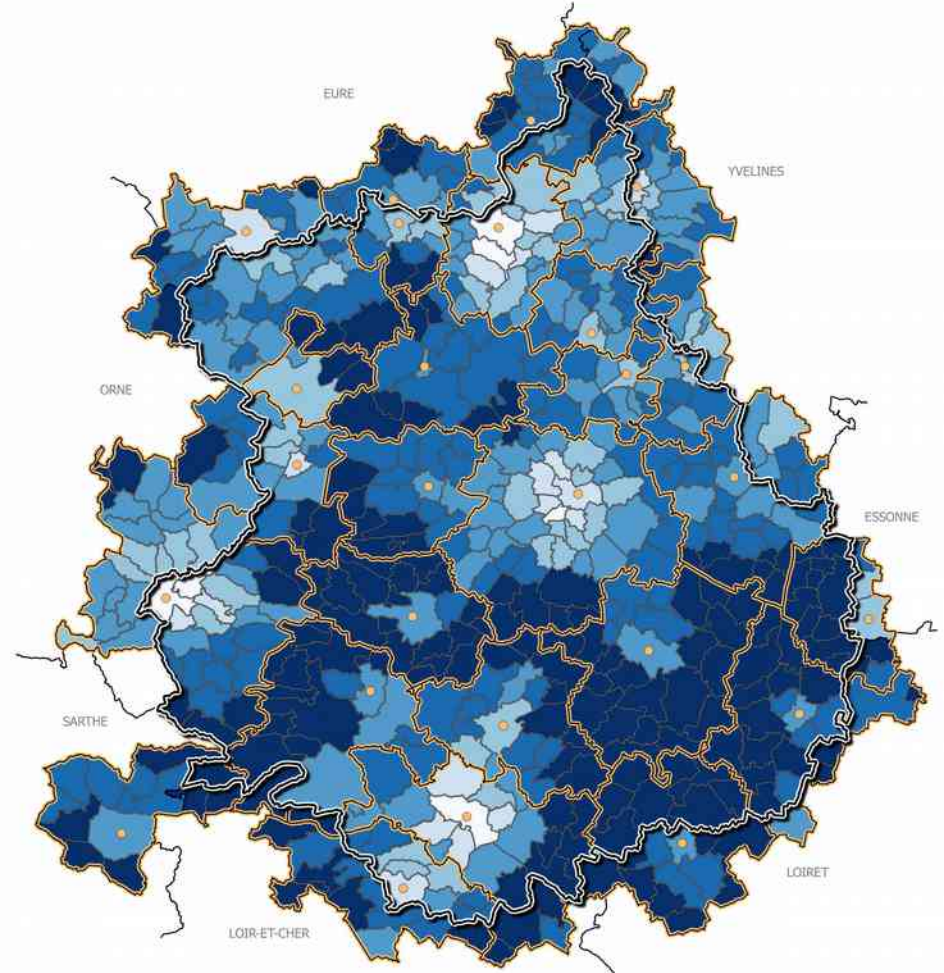 EURE
YVELINES
ORNE
ESSONNE
SARTHE
LOIRET
LOIR-ET-CHER